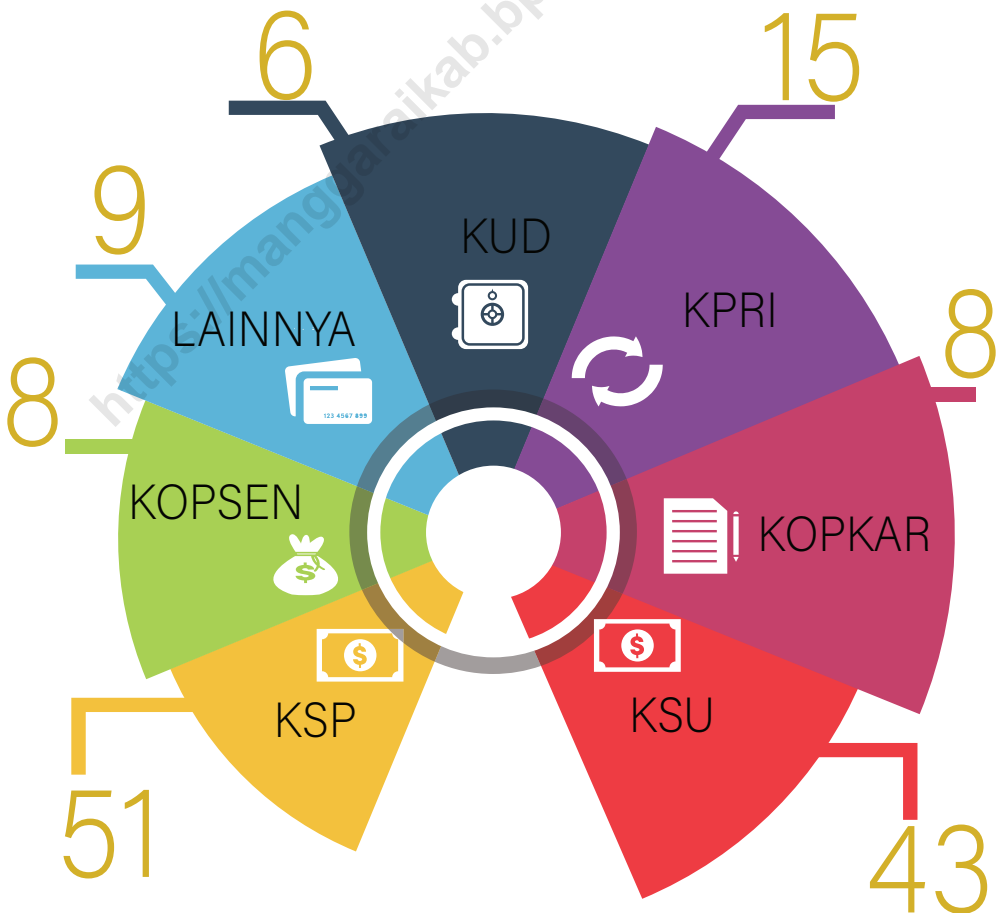 6
15
9
KUD
KPRI
8
LAINNYA
8
123 4567 899
KOPSEN
KOPKAR
KSP
KSU
51
43
https://manggaraikab.bp